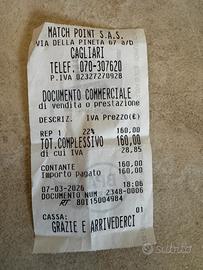 MATCH POINT S.A.S.
VIA DELLA PINETA 67 a/b
CAGLIARI
TELEF. 070-307620
P.IVA 02327270928
DOCUMENTO COMMERCIALE
di vendita o prestazione
DESCRIZ. IVA Prezzo(€)
REP 1 22% 160,00
TOT.COMPLESSIVO 160,00
di cui IVA 28,85
CONTANTE 160,00
Importo pagato 160,00
07-03-2026 18:06
DOCUMENTO NUM. 2348-0006
RT 80115004984
CASSA: 01
GRAZIE E ARRIVEDERCI
subito